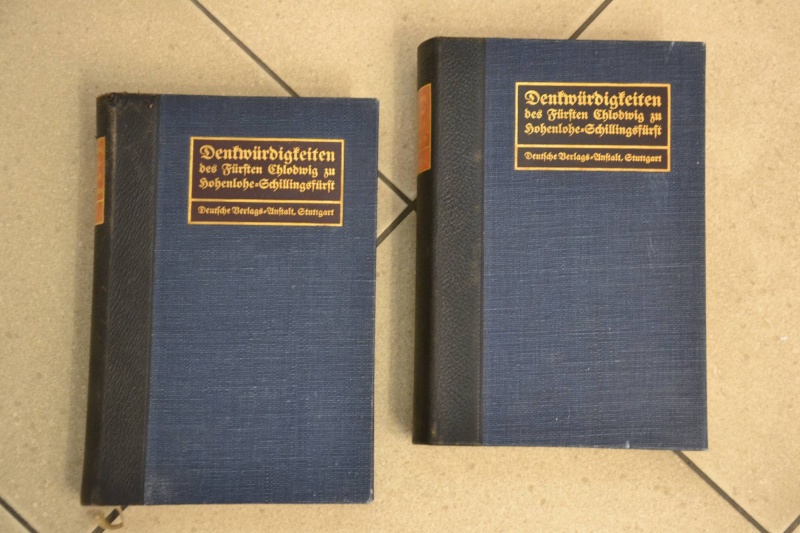 Denkwürdigkeiten
des Fürsten Chlodwig zu
Hohenlohe-Schillingsfürst
Deutsche Verlags-Anstalt, Stuttgart
Denkwürdigkeiten
des Fürsten Chlodwig zu
Hohenlohe-Schillingsfürst
Deutsche Verlags-Anstalt, Stuttgart